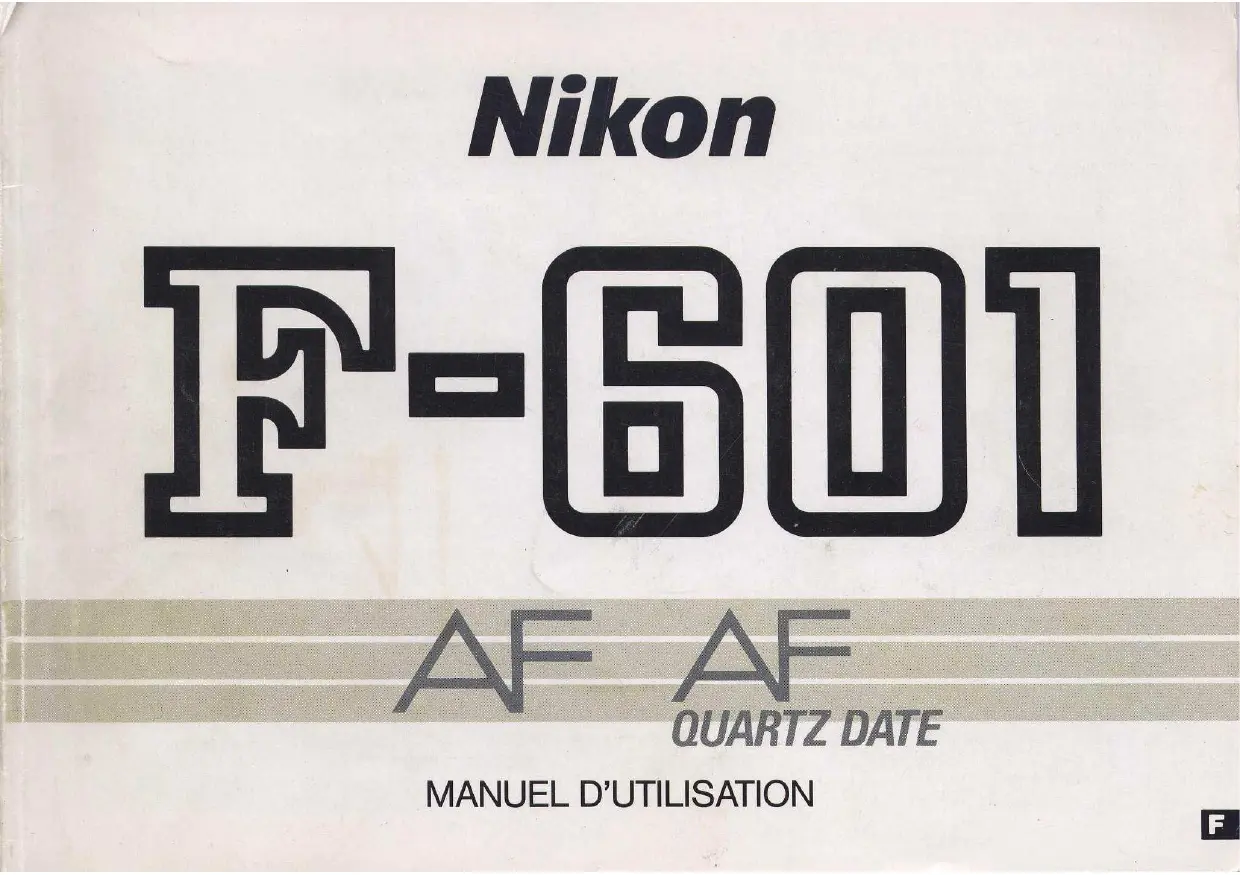 Nikon
F-601
AF AF
QUARTZ DATE
MANUEL D'UTILISATION
F